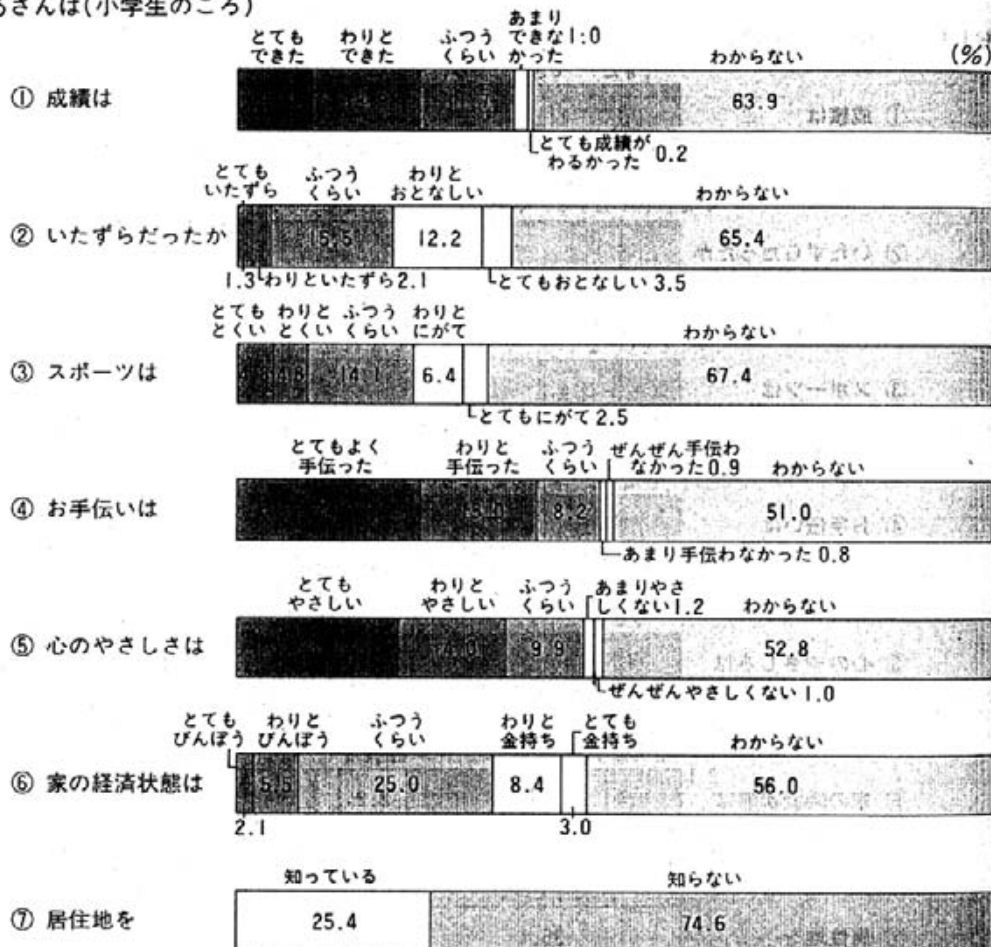 るさんは(小学生のころ)
とても できた
わりと できた
ふつう くらい
あまり できな かった 1.0
わからない
(%)
① 成績は
63.9
とても成績が わるかった 0.2
とても いたずら
ふつう くらい
わりと おとなしい
わからない
② いたずらだったか
15.5
12.2
65.4
1.3
わりといたずら2.1
とてもおとなしい 3.5
とても とくい
わりと とくい
ふつう くらい
わりと にがて
わからない
③ スポーツは
14.1
6.4
67.4
とてもにがて 2.5
とてもよく 手伝った
わりと 手伝った
ふつう くらい
ぜんぜん手伝わ なかった 0.9
わからない
④ お手伝いは
8.2
51.0
あまり手伝わなかった 0.8
とても やさしい
わりと やさしい
ふつう くらい
あまりやさ しくない 1.2
わからない
⑤ 心のやさしさは
9.9
52.8
ぜんぜんやさしくない 1.0
とても びんぼう
わりと びんぼう
ふつう くらい
わりと 金持ち
とても 金持ち
わからない
⑥ 家の経済状態は
5.5
25.0
8.4
56.0
2.1
3.0
知っている
知らない
⑦ 居住地を
25.4
74.6